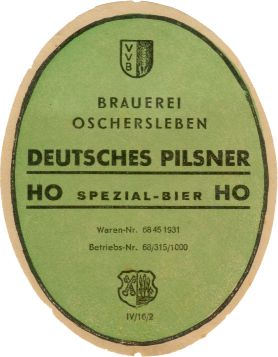 VVB
BRAUEREI
OSCHERSLEBEN
DEUTSCHES PILSNER
HO SPEZIAL-BIER HO
Waren-Nr. 68 45 1931
Betriebs-Nr. 68/315/1000
IV/16/2